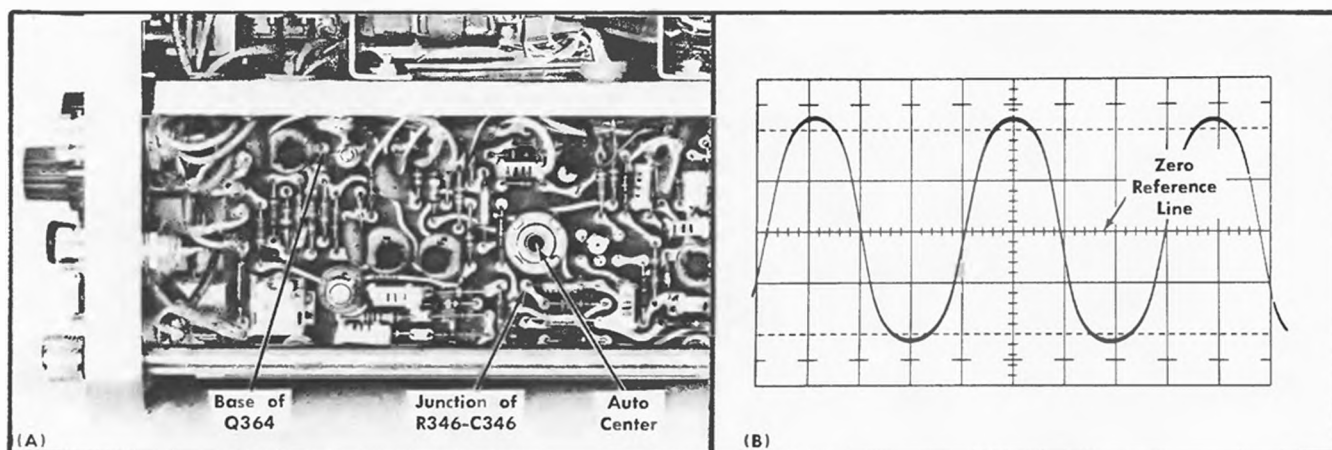 Base of
Q364
Junction of
R346-C346
Auto
Center
(A)
Zero
Reference
Line
(B)